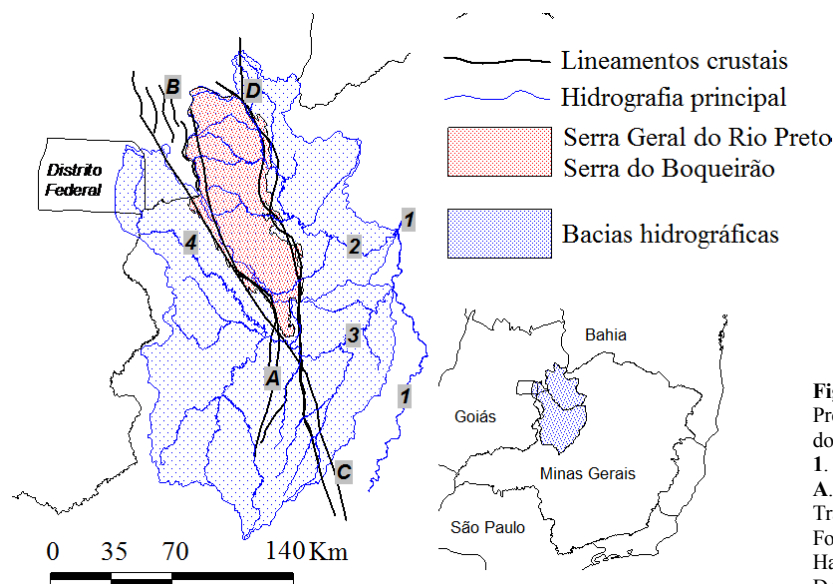 B
D
Distrito
Federal
1
2
4
3
A
1
C
0 35 70 140 Km
Lineamentos crustais
Hidrografia principal
Serra Geral do Rio Preto
Serra do Boqueirão
Bacias hidrográficas
Bahia
Goiás
Minas Gerais
São Paulo
Fi
Pr
do
1.
A.
Tr
Fo
Ha